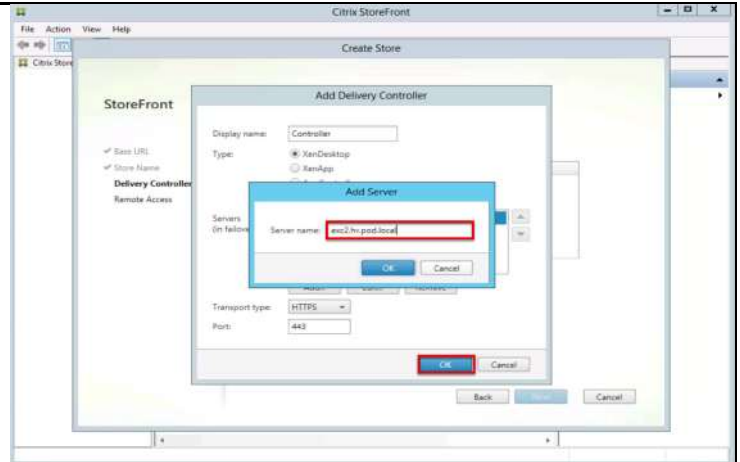 Citrix StoreFront
File Action View Help
Create Store
Citrix Store
StoreFront
Add Delivery Controller
Display name: Controller
Type: XenDesktop
XenApp
Base URL
Store Name
Delivery Controller
Remote Access
Add Server
Servers
(in failove
Server name: exc2.hv.pod.local
OK Cancel
Transport type: HTTPS
Port: 443
OK Cancel
Back Cancel